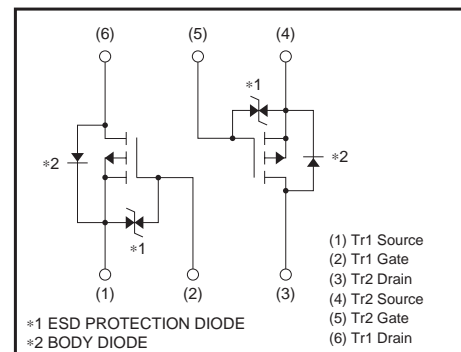 (6) (5) (4)
*1
*2
*2
*1
(1) (2) (3)
(1) Tr1 Source
(2) Tr1 Gate
(3) Tr2 Drain
(4) Tr2 Source
(5) Tr2 Gate
(6) Tr1 Drain
*1 ESD PROTECTION DIODE
*2 BODY DIODE